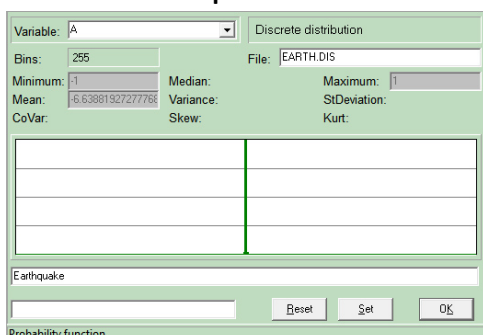 Variable: A Discrete distribution
Bins: 255 File: EARTH.DIS
Minimum: -1 Median: Maximum: 1
Mean: -6.63881927277768 Variance: StDeviation:
CoVar: Skew: Kurt:
Earthquake
Reset Set OK
Probability function